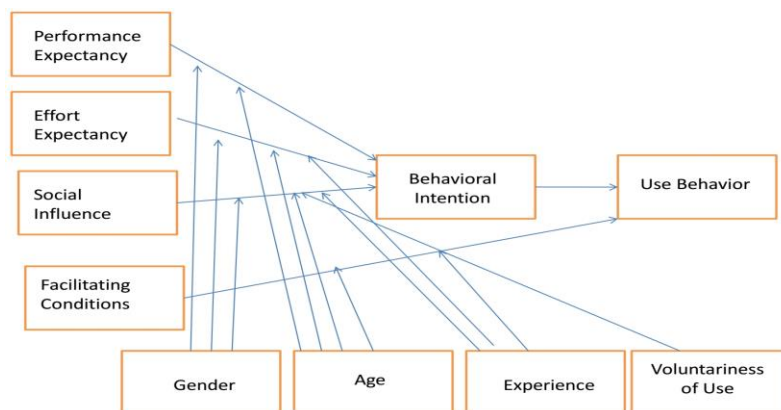 Performance
Expectancy
Effort
Expectancy
Social
Influence
Facilitating
Conditions
Behavioral
Intention
Use Behavior
Gender
Age
Experience
Voluntariness
of Use